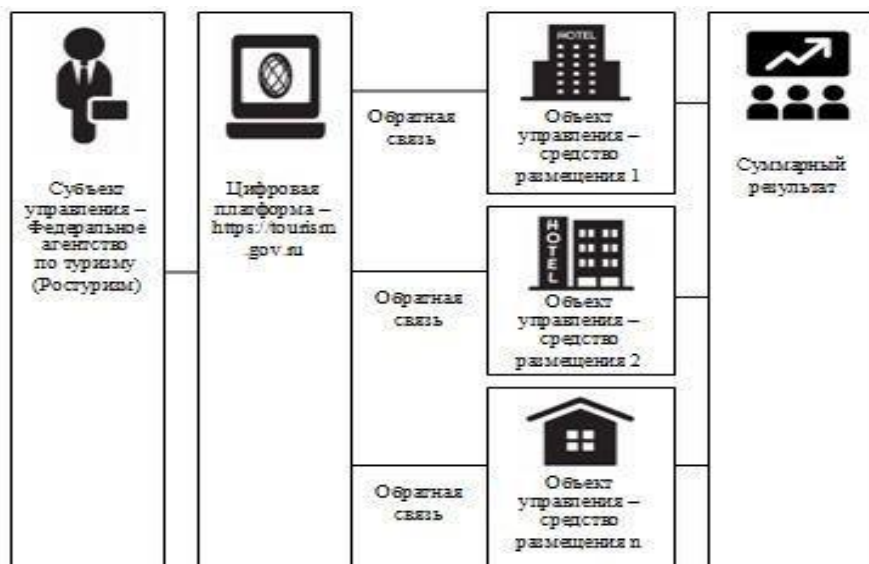 Субъект
управления –
Федеральное
агентство
по туризму
(Ростуризм)
Цифровая
платформа –
https://tourism
.gov.ru
Обратная
связь
Обратная
связь
Обратная
связь
HOTEL
Объект
управления –
средство
размещения 1
HOTEL
Объект
управления –
средство
размещения 2
Объект
управления –
средство
размещения n
Суммарный
результат